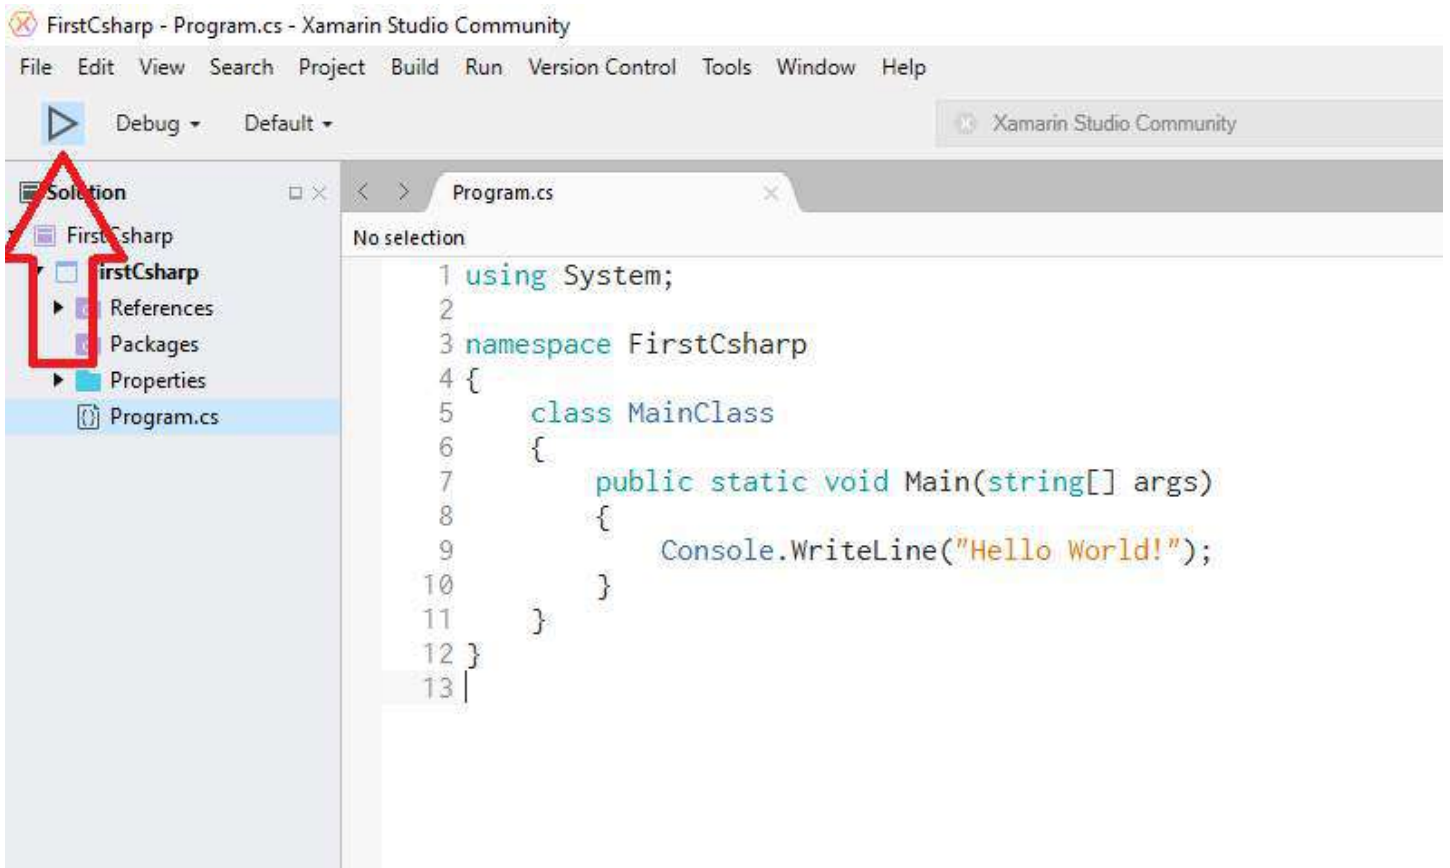 FirstCsharp - Program.cs - Xamarin Studio Community
File Edit View Search Project Build Run Version Control Tools Window Help
Debug Default Xamarin Studio Community
Solution
FirstCsharp
FirstCsharp
References
Packages
Properties
Program.cs
Program.cs
No selection
1 using System;
2
3 namespace FirstCsharp
4 {
5     class MainClass
6     {
7         public static void Main(string[] args)
8         {
9             Console.WriteLine("Hello World!");
10         }
11     }
12 }
13